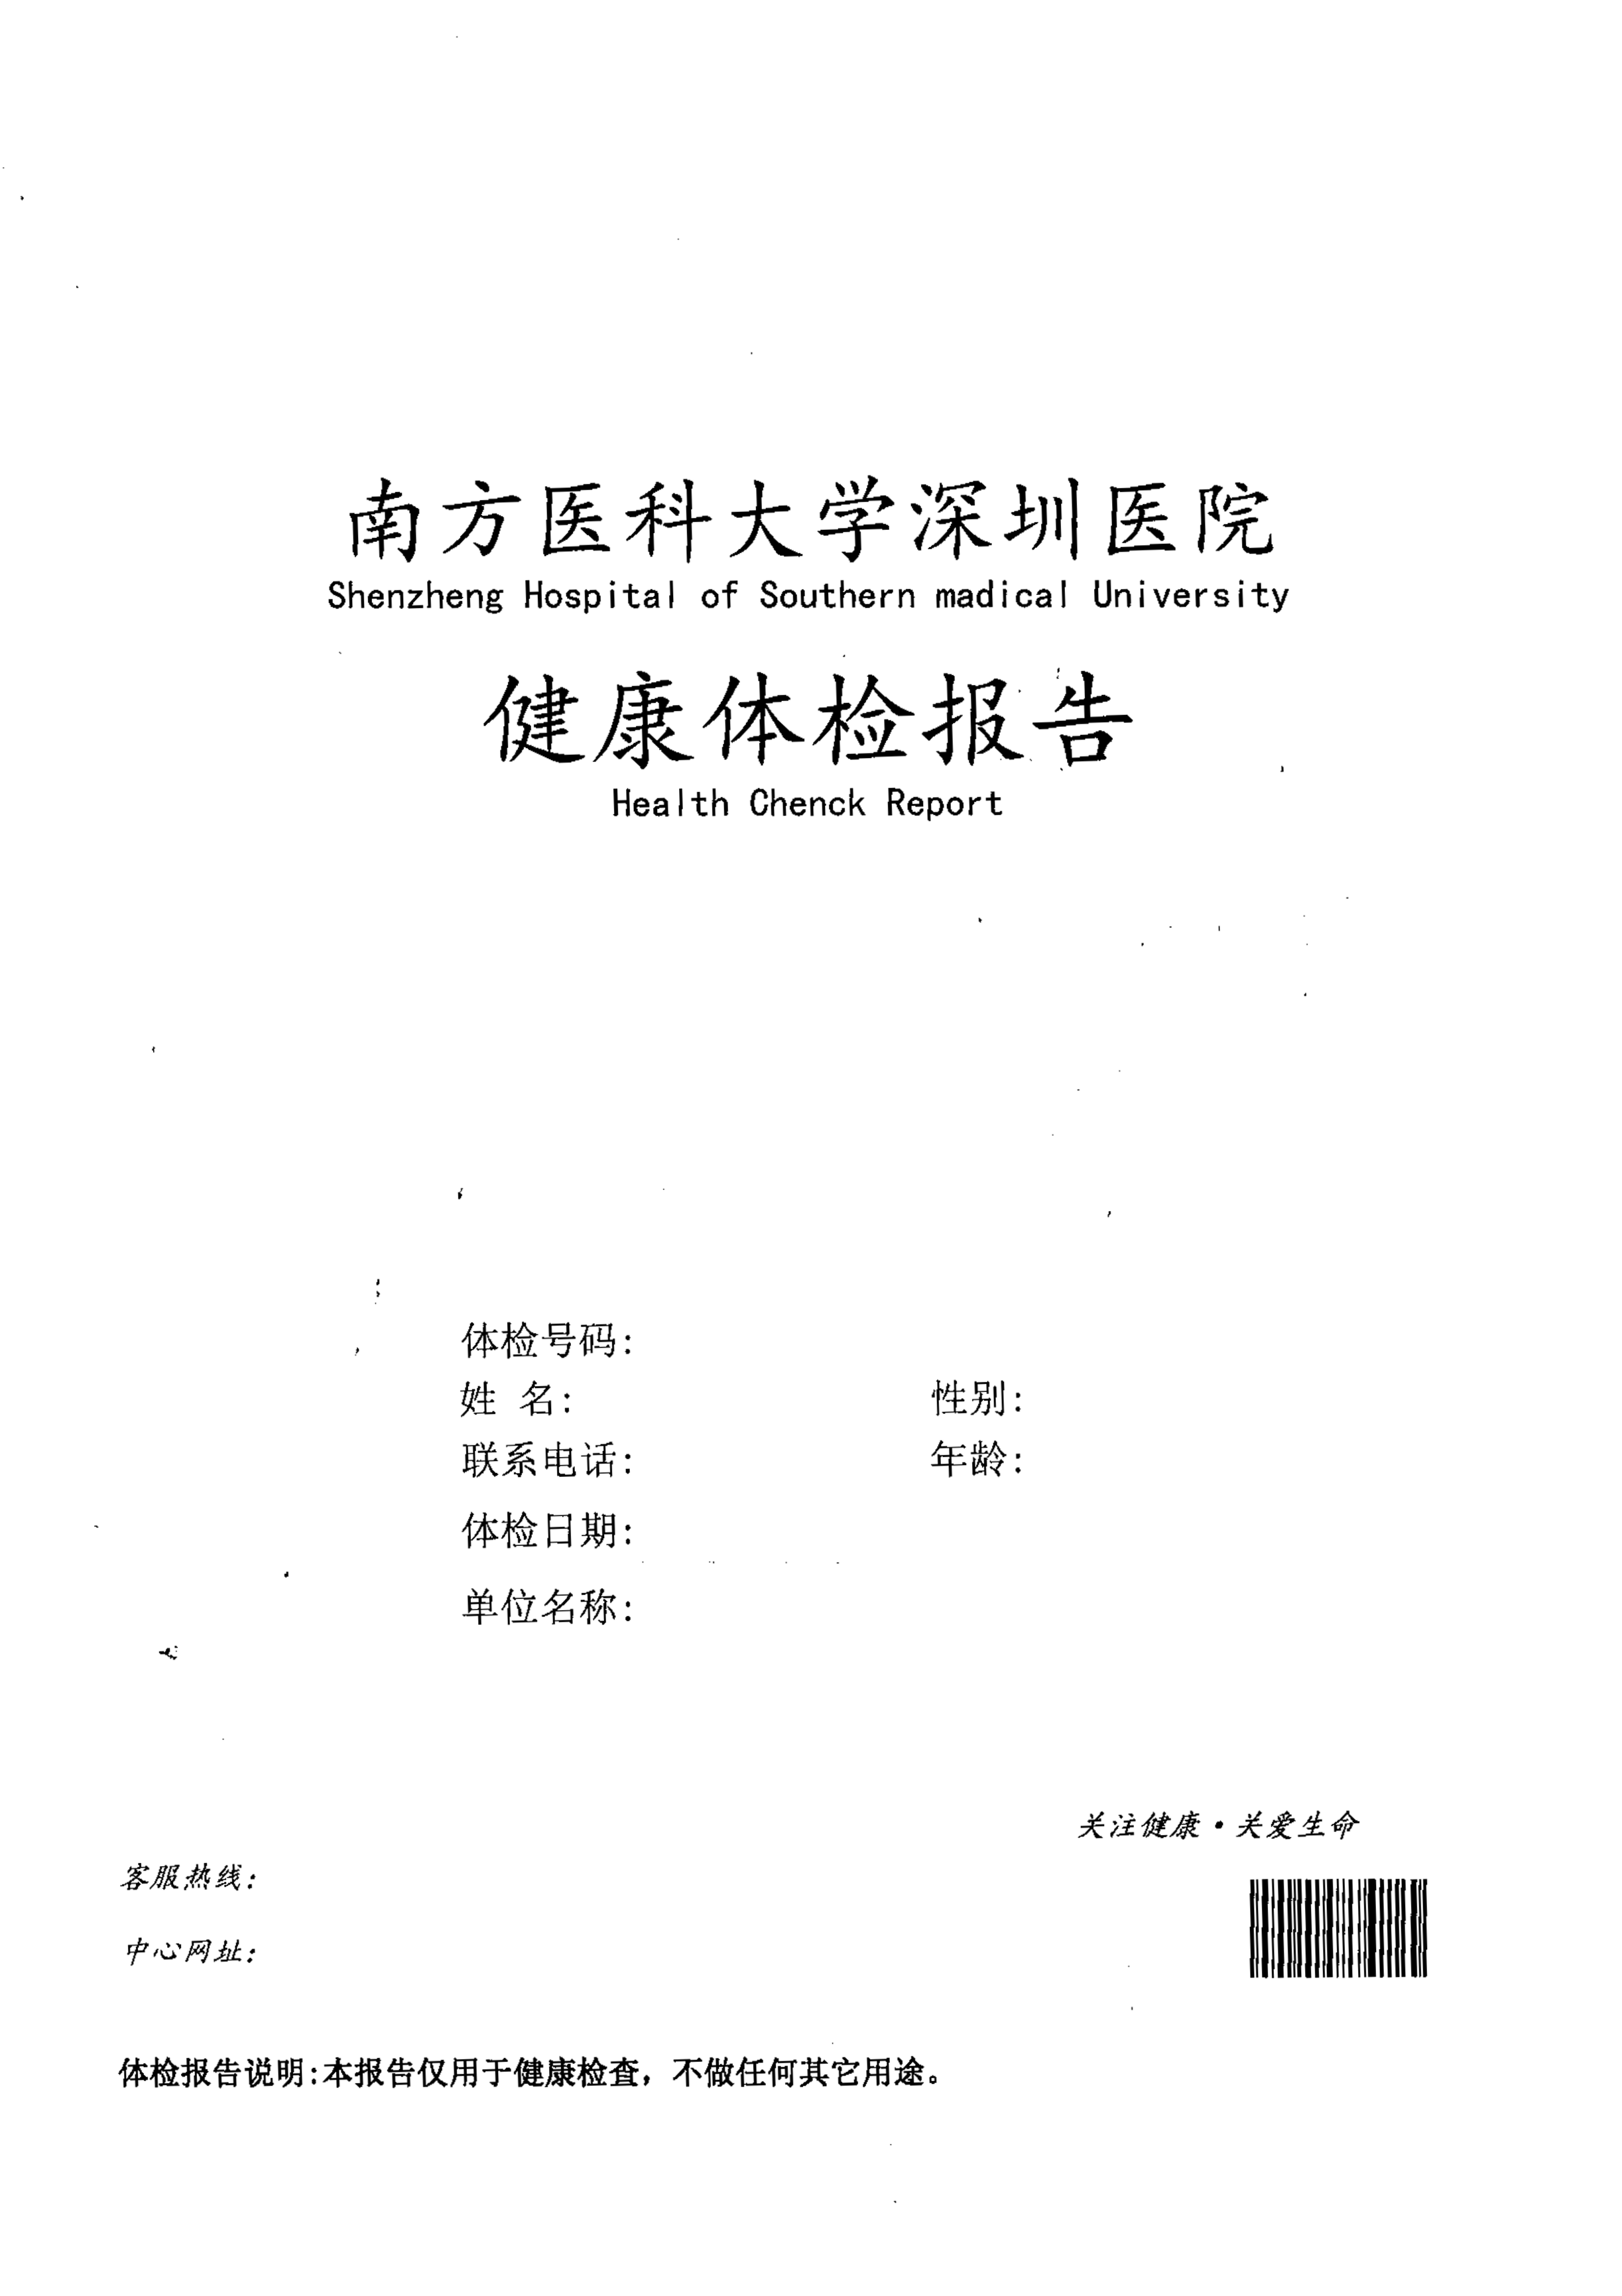 南方医科大学深圳医院
Shenzheng Hospital of Southern madical University
健康体检报告
Health Chenck Report
体检号码:
姓 名: 性别:
联系电话: 年龄:
体检日期:
单位名称:
关注健康·关爱生命
客服热线:
中心网址:
体检报告说明:本报告仅用于健康检查，不做任何其它用途。